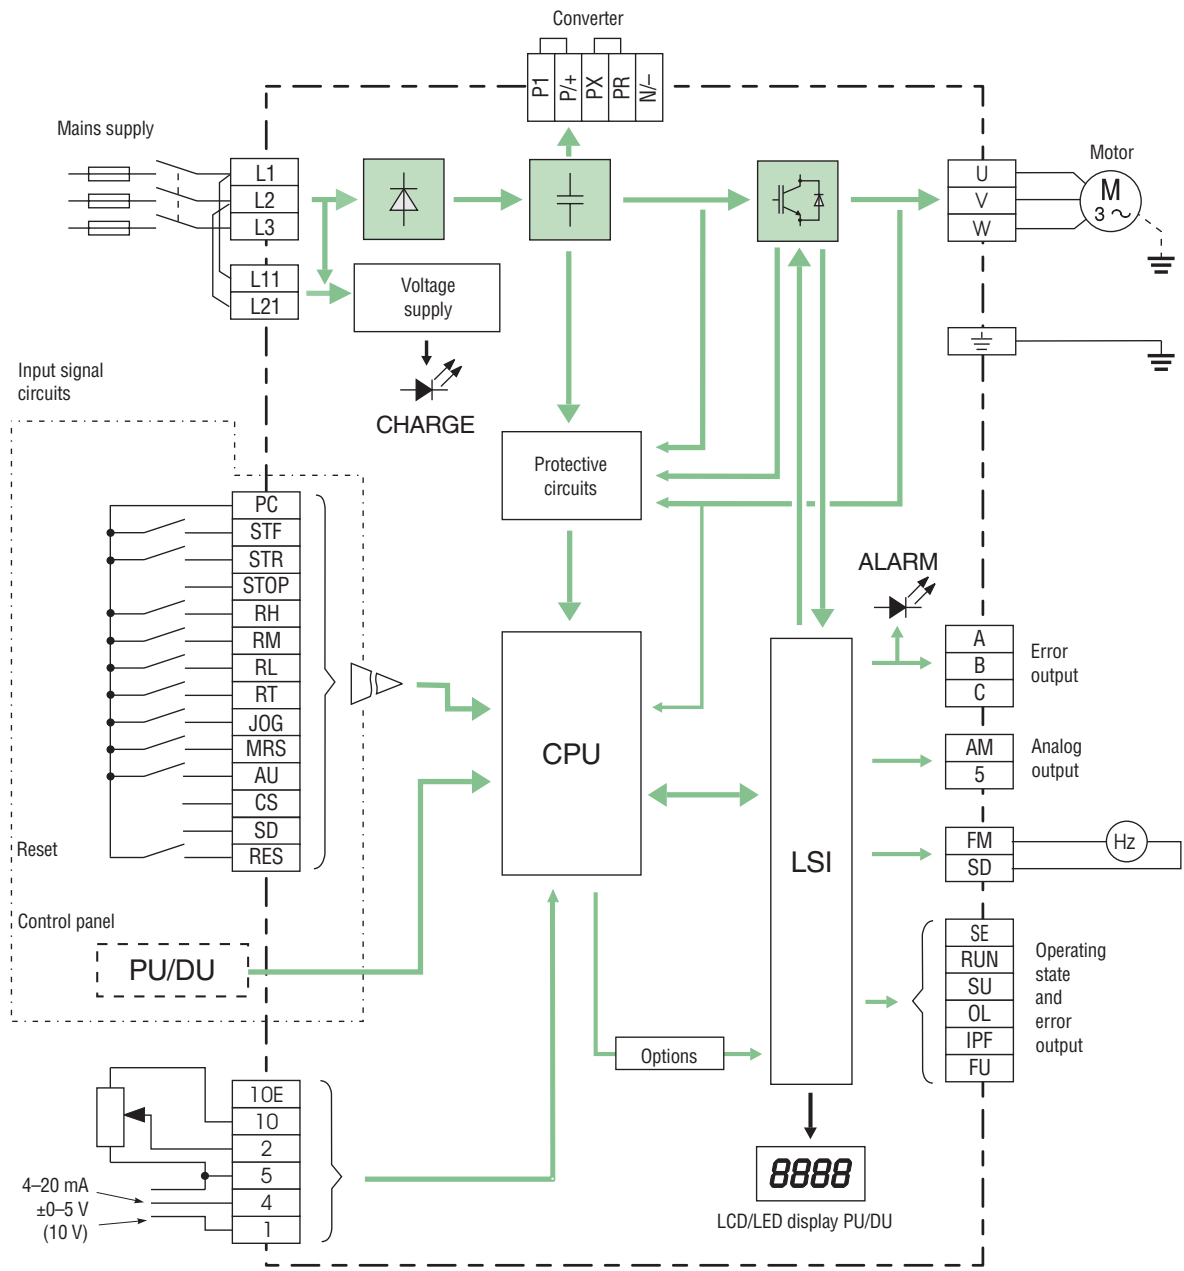 Converter
P1
P/+
PX
PR
N/–
Mains supply
L1
L2
L3
L11
L21
Voltage
supply
CHARGE
U
V
W
Motor
M
3 ~
Input signal
circuits
Protective
circuits
PC
STF
STR
STOP
RH
RM
RL
RT
JOG
MRS
AU
CS
SD
RES
Reset
Control panel
PU/DU
CPU
LSI
ALARM
A
B
C
Error
output
AM
5
Analog
output
FM
SD
Hz
SE
RUN
SU
OL
IPF
FU
Operating
state
and
error
output
Options
10E
10
2
5
4
1
4–20 mA
±0–5 V
(10 V)
8888
LCD/LED display PU/DU